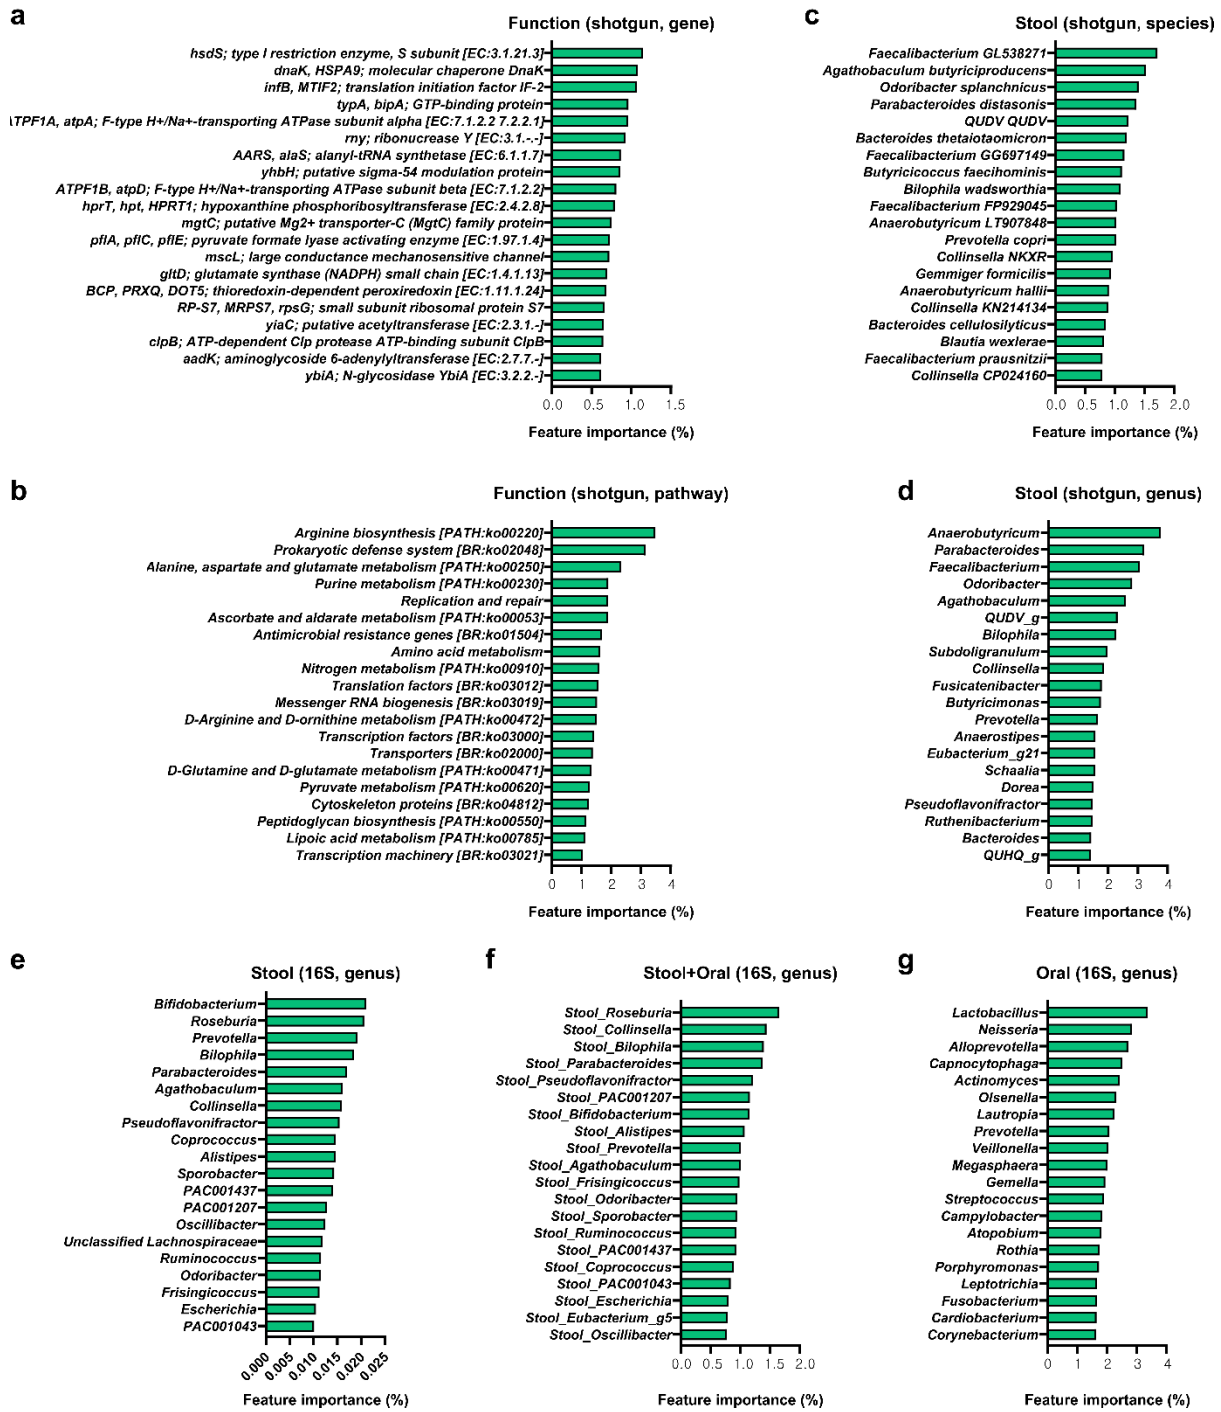 a
Function (shotgun, gene)
hsdS; type I restriction enzyme, S subunit [EC:3.1.21.3]
dnaK, HSPA9; molecular chaperone DnaK
infB, MTIF2; translation initiation factor IF-2
typA, bipA; GTP-binding protein
ATPF1A, atpA; F-type H+/Na+-transporting ATPase subunit alpha [EC:7.1.2.2 7.2.2.1]
rny; ribonucrease Y [EC:3.1.-.-]
AARS, alaS; alanyl-tRNA synthetase [EC:6.1.1.7]
yhbH; putative sigma-54 modulation protein
ATPF1B, atpD; F-type H+/Na+-transporting ATPase subunit beta [EC:7.1.2.2]
hprT, hpt, HPRT1; hypoxanthine phosphoribosyltransferase [EC:2.4.2.8]
mgtC; putative Mg2+ transporter-C (MgtC) family protein
pflA, pflC, pflE; pyruvate formate lyase activating enzyme [EC:1.97.1.4]
mscL; large conductance mechanosensitive channel
gltD; glutamate synthase (NADPH) small chain [EC:1.4.1.13]
BCP, PRXQ, DOT5; thioredoxin-dependent peroxiredoxin [EC:1.11.1.24]
RP-S7, MRPS7, rpsG; small subunit ribosomal protein S7
yiaC; putative acetyltransferase [EC:2.3.1.-]
clpB; ATP-dependent Clp protease ATP-binding subunit ClpB
aadK; aminoglycoside 6-adenylyltransferase [EC:2.7.7.-]
ybiA; N-glycosidase YbiA [EC:3.2.2.-]
0.0 0.5 1.0 1.5
Feature importance (%)
c
Stool (shotgun, species)
Faecalibacterium GL538271
Agathobaculum butyriciproducens
Odoribacter splanchnicus
Parabacteroides distasonis
QUDV QUDV
Bacteroides thetaiotaomicron
Faecalibacterium GG697149
Butyricicoccus faecihominis
Bilophila wadsworthia
Faecalibacterium FP929045
Anaerobutyricum LT907848
Prevotella copri
Collinsella NKXR
Gemmiger formicilis
Anaerobutyricum hallii
Collinsella KN214134
Bacteroides cellulosilyticus
Blautia wexlerae
Faecalibacterium prausnitzii
Collinsella CP024160
0.0 0.5 1.0 1.5 2.0
Feature importance (%)
b
Function (shotgun, pathway)
Arginine biosynthesis [PATH:ko00220]
Prokaryotic defense system [BR:ko02048]
Alanine, aspartate and glutamate metabolism [PATH:ko00250]
Purine metabolism [PATH:ko00230]
Replication and repair
Ascorbate and aldarate metabolism [PATH:ko00053]
Antimicrobial resistance genes [BR:ko01504]
Amino acid metabolism
Nitrogen metabolism [PATH:ko00910]
Translation factors [BR:ko03012]
Messenger RNA biogenesis [BR:ko03019]
D-Arginine and D-ornithine metabolism [PATH:ko00472]
Transcription factors [BR:ko03000]
Transporters [BR:ko02000]
D-Glutamine and D-glutamate metabolism [PATH:ko00471]
Pyruvate metabolism [PATH:ko00620]
Cytoskeleton proteins [BR:ko04812]
Peptidoglycan biosynthesis [PATH:ko00550]
Lipoic acid metabolism [PATH:ko00785]
Transcription machinery [BR:ko03021]
0 1 2 3 4
Feature importance (%)
d
Stool (shotgun, genus)
Anaerobutyricum
Parabacteroides
Faecalibacterium
Odoribacter
Agathobaculum
QUDV_g
Bilophila
Subdoligranulum
Collinsella
Fusicatenibacter
Butyricimonas
Prevotella
Anaerostipes
Eubacterium_g21
Schaalia
Dorea
Pseudoflavonifractor
Ruthenibacterium
Bacteroides
QUHQ_g
0 1 2 3 4
Feature importance (%)
e
Stool (16S, genus)
Bifidobacterium
Roseburia
Prevotella
Bilophila
Parabacteroides
Agathobaculum
Collinsella
Pseudoflavonifractor
Coprococcus
Alistipes
Sporobacter
PAC001437
PAC001207
Oscillibacter
Unclassified Lachnospiraceae
Ruminococcus
Odoribacter
Frisingicoccus
Escherichia
PAC001043
0.000 0.005 0.010 0.015 0.020 0.025
Feature importance (%)
f
Stool+Oral (16S, genus)
Stool_Roseburia
Stool_Collinsella
Stool_Bilophila
Stool_Parabacteroides
Stool_Pseudoflavonifractor
Stool_PAC001207
Stool_Bifidobacterium
Stool_Alistipes
Stool_Prevotella
Stool_Agathobaculum
Stool_Frisingicoccus
Stool_Odoribacter
Stool_Sporobacter
Stool_Ruminococcus
Stool_PAC001437
Stool_Coprococcus
Stool_PAC001043
Stool_Escherichia
Stool_Eubacterium_g5
Stool_Oscillibacter
0.0 0.5 1.0 1.5 2.0
Feature importance (%)
g
Oral (16S, genus)
Lactobacillus
Neisseria
Alloprevotella
Capnocytophaga
Actinomyces
Olsenella
Lautropia
Prevotella
Veillonella
Megasphaera
Gemella
Streptococcus
Campylobacter
Atopobium
Rothia
Porphyromonas
Leptotrichia
Fusobacterium
Cardiobacterium
Corynebacterium
0 1 2 3 4
Feature importance (%)